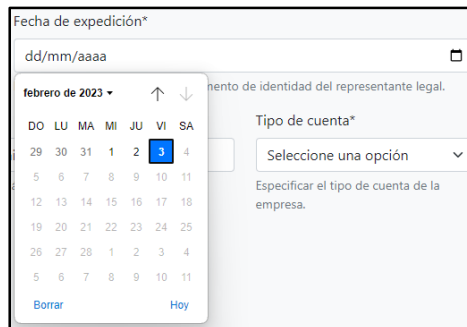 Fecha de expedición*
dd/mm/aaaa
febrero de 2023
mento de identidad del representante legal.
DO LU MA MI JU VI SA
29 30 31 1 2 3 4
5 6 7 8 9 10 11
12 13 14 15 16 17 18
19 20 21 22 23 24 25
26 27 28 1 2 3 4
5 6 7 8 9 10 11
Borrar Hoy
Tipo de cuenta*
Seleccione una opción
Especificar el tipo de cuenta de la
empresa.